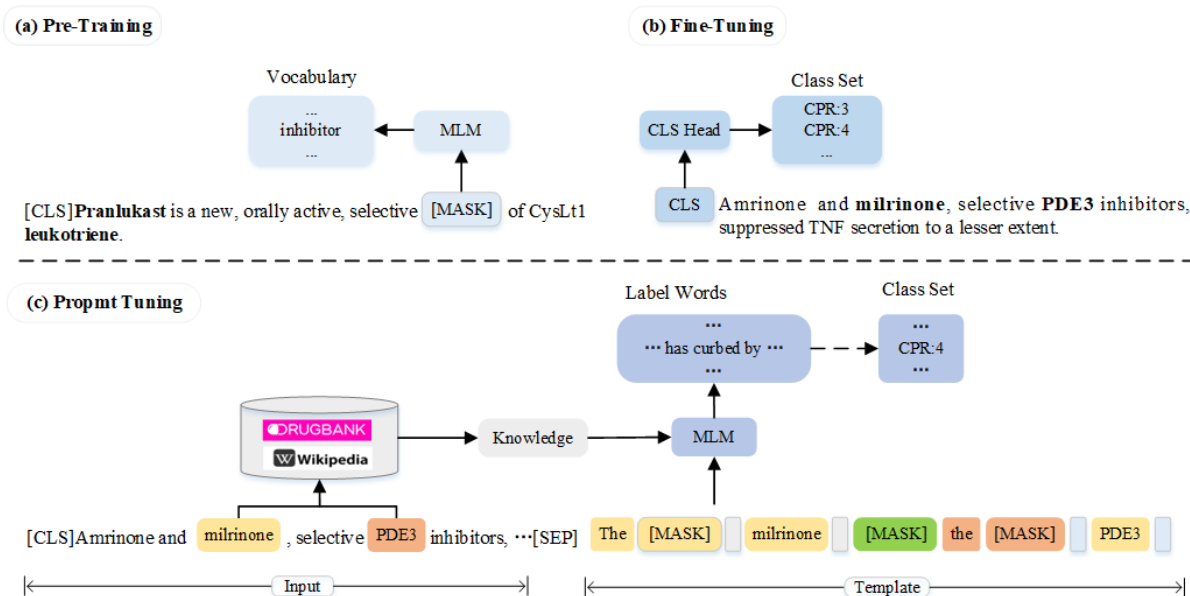 (a) Pre-Training
Vocabulary
...
inhibitor
...
MLM
[CLS]Pranlukast is a new, orally active, selective [MASK] of CysLt1
leukotriene.
(b) Fine-Tuning
Class Set
CPR:3
CPR:4
...
CLS Head
CLS
Amrinone and milrinone, selective PDE3 inhibitors,
suppressed TNF secretion to a lesser extent.
(c) Propmt Tuning
Label Words
...
... has curbed by ...
...
Class Set
...
CPR:4
...
DRUGBANK
Wikipedia
Knowledge
MLM
[CLS]Amrinone and milrinone , selective PDE3 inhibitors, ...[SEP]
The [MASK] milrinone [MASK] the [MASK] PDE3
Input
Template